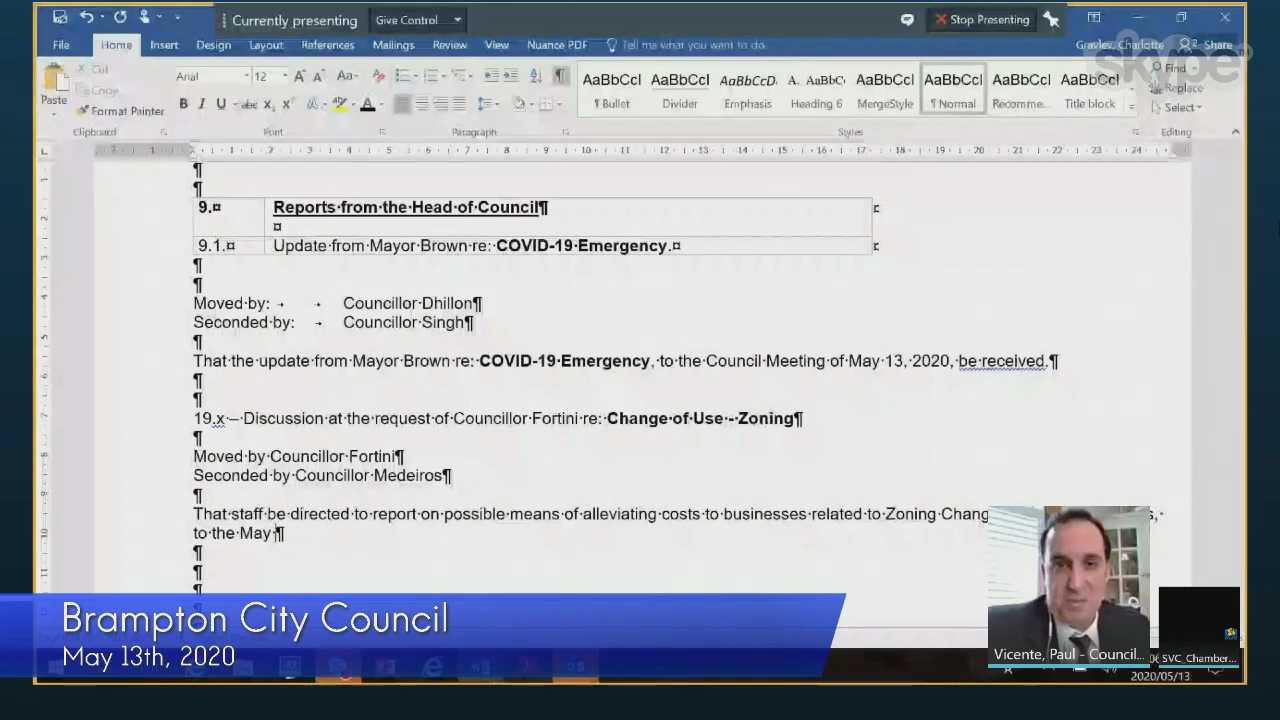 Currently presenting
Give Control
Stop Presenting
File Home Insert Design Layout References Mailings Review View Nuance PDF Tell me what you want to do Gravlev, Charlotte Share
skype
Cut
Copy
Paste
Format Painter
Arial 12
Find
Replace
Select
AaBbCcI AaBbCcI AaBbCcD A. AaBbC AaBbCcI AaBbCcI AaBbCcI AaBbCcI
¶ Bullet Divider Emphasis Heading 6 MergeStyle ¶ Normal Recomme... Title block
Clipboard Font Paragraph Styles Editing
9. Reports from the Head of Council¶
9.1. Update from Mayor Brown re: COVID-19 Emergency.
Moved by: Councillor Dhillon¶
Seconded by: Councillor Singh¶
That the update from Mayor Brown re: COVID-19 Emergency, to the Council Meeting of May 13, 2020, be received.¶
19.x – Discussion at the request of Councillor Fortini re: Change of Use - Zoning¶
Moved by Councillor Fortini¶
Seconded by Councillor Medeiros¶
That staff be directed to report on possible means of alleviating costs to businesses related to Zoning Chang
to the May ¶
Brampton City Council
May 13th, 2020
Vicente, Paul - Council...
SVC_Chamber...
2020/05/13